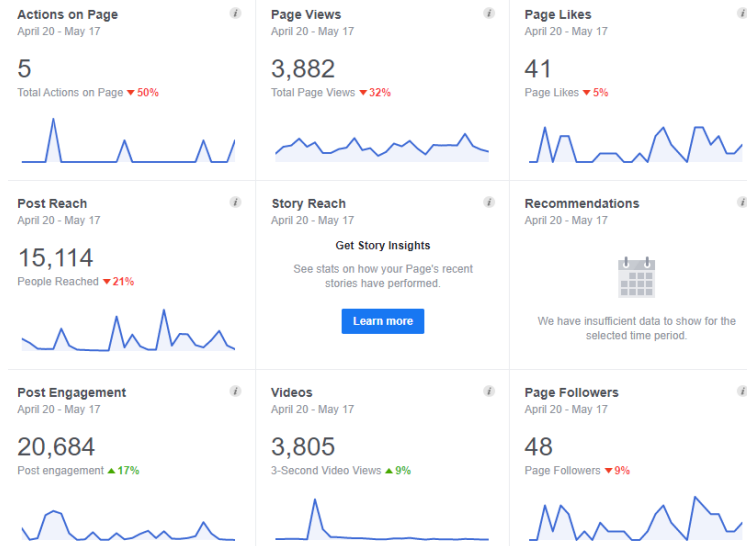 Actions on Page
April 20 - May 17
5
Total Actions on Page ▼ 50%
Page Views
April 20 - May 17
3,882
Total Page Views ▼ 32%
Page Likes
April 20 - May 17
41
Page Likes ▼ 5%
Post Reach
April 20 - May 17
15,114
People Reached ▼ 21%
Story Reach
April 20 - May 17
Get Story Insights
See stats on how your Page's recent
stories have performed.
Learn more
Recommendations
April 20 - May 17
We have insufficient data to show for the
selected time period.
Post Engagement
April 20 - May 17
20,684
Post engagement ▲ 17%
Videos
April 20 - May 17
3,805
3-Second Video Views ▲ 9%
Page Followers
April 20 - May 17
48
Page Followers ▼ 9%